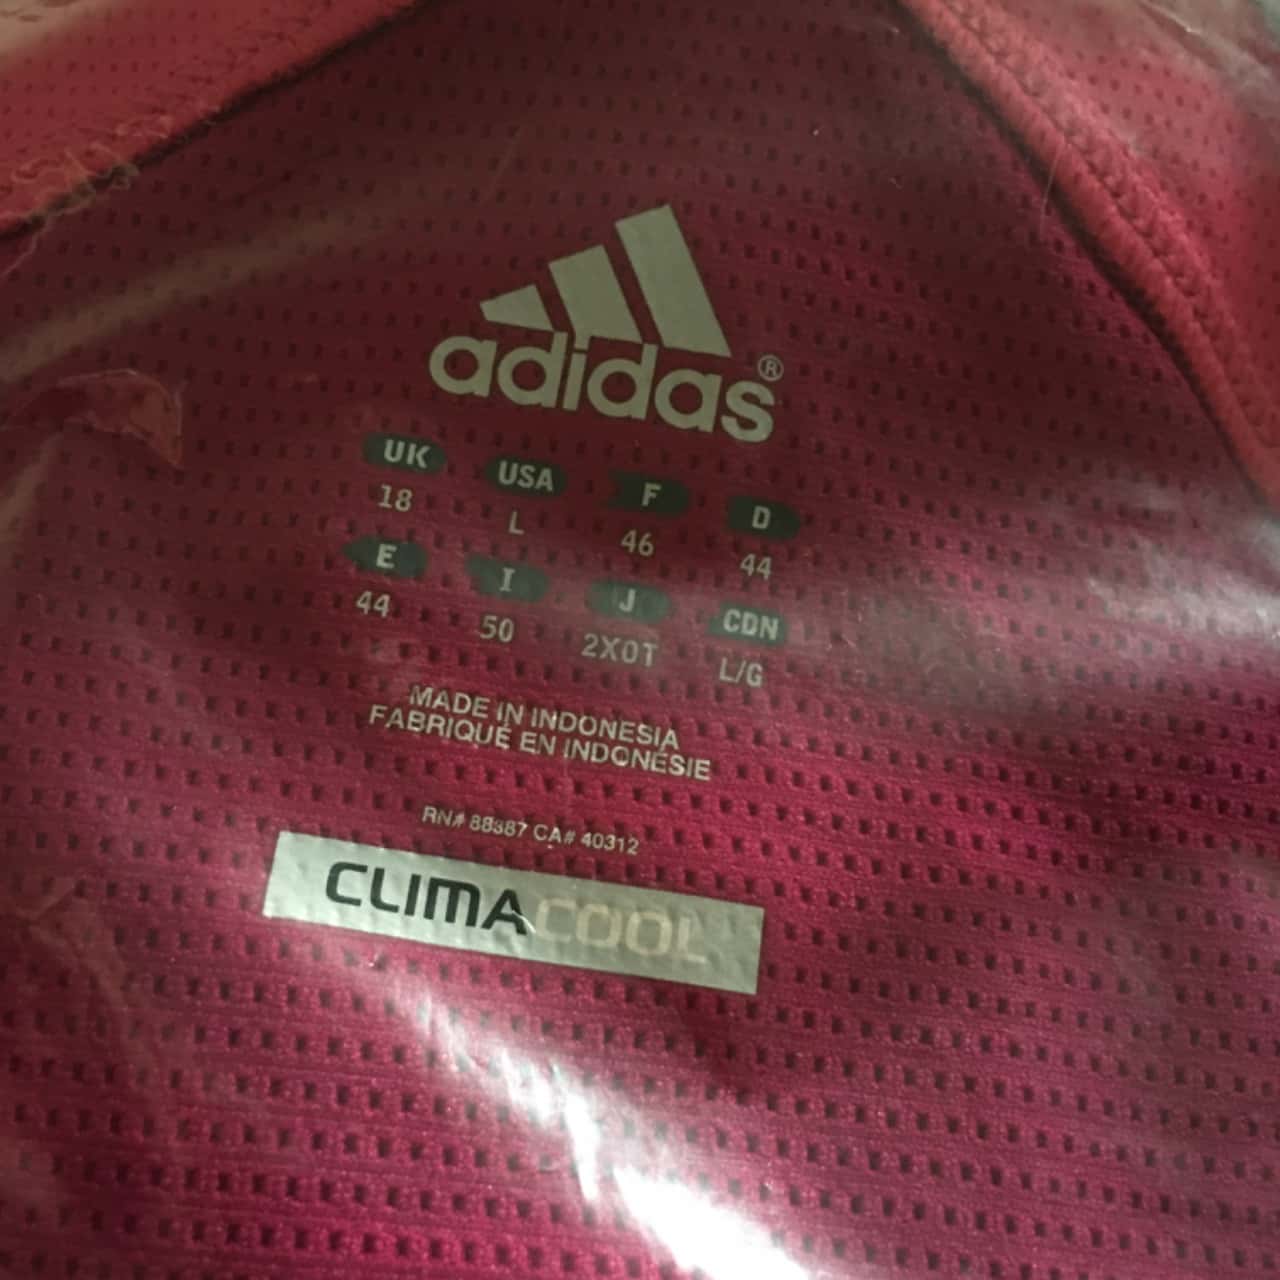 adidas®
UK USA F D
18 L 46 44
E I J CDN
44 50 2XOT L/G
MADE IN INDONESIA
FABRIQUÉ EN INDONÉSIE
RN# 88387 CA# 40312
CLIMACOOL